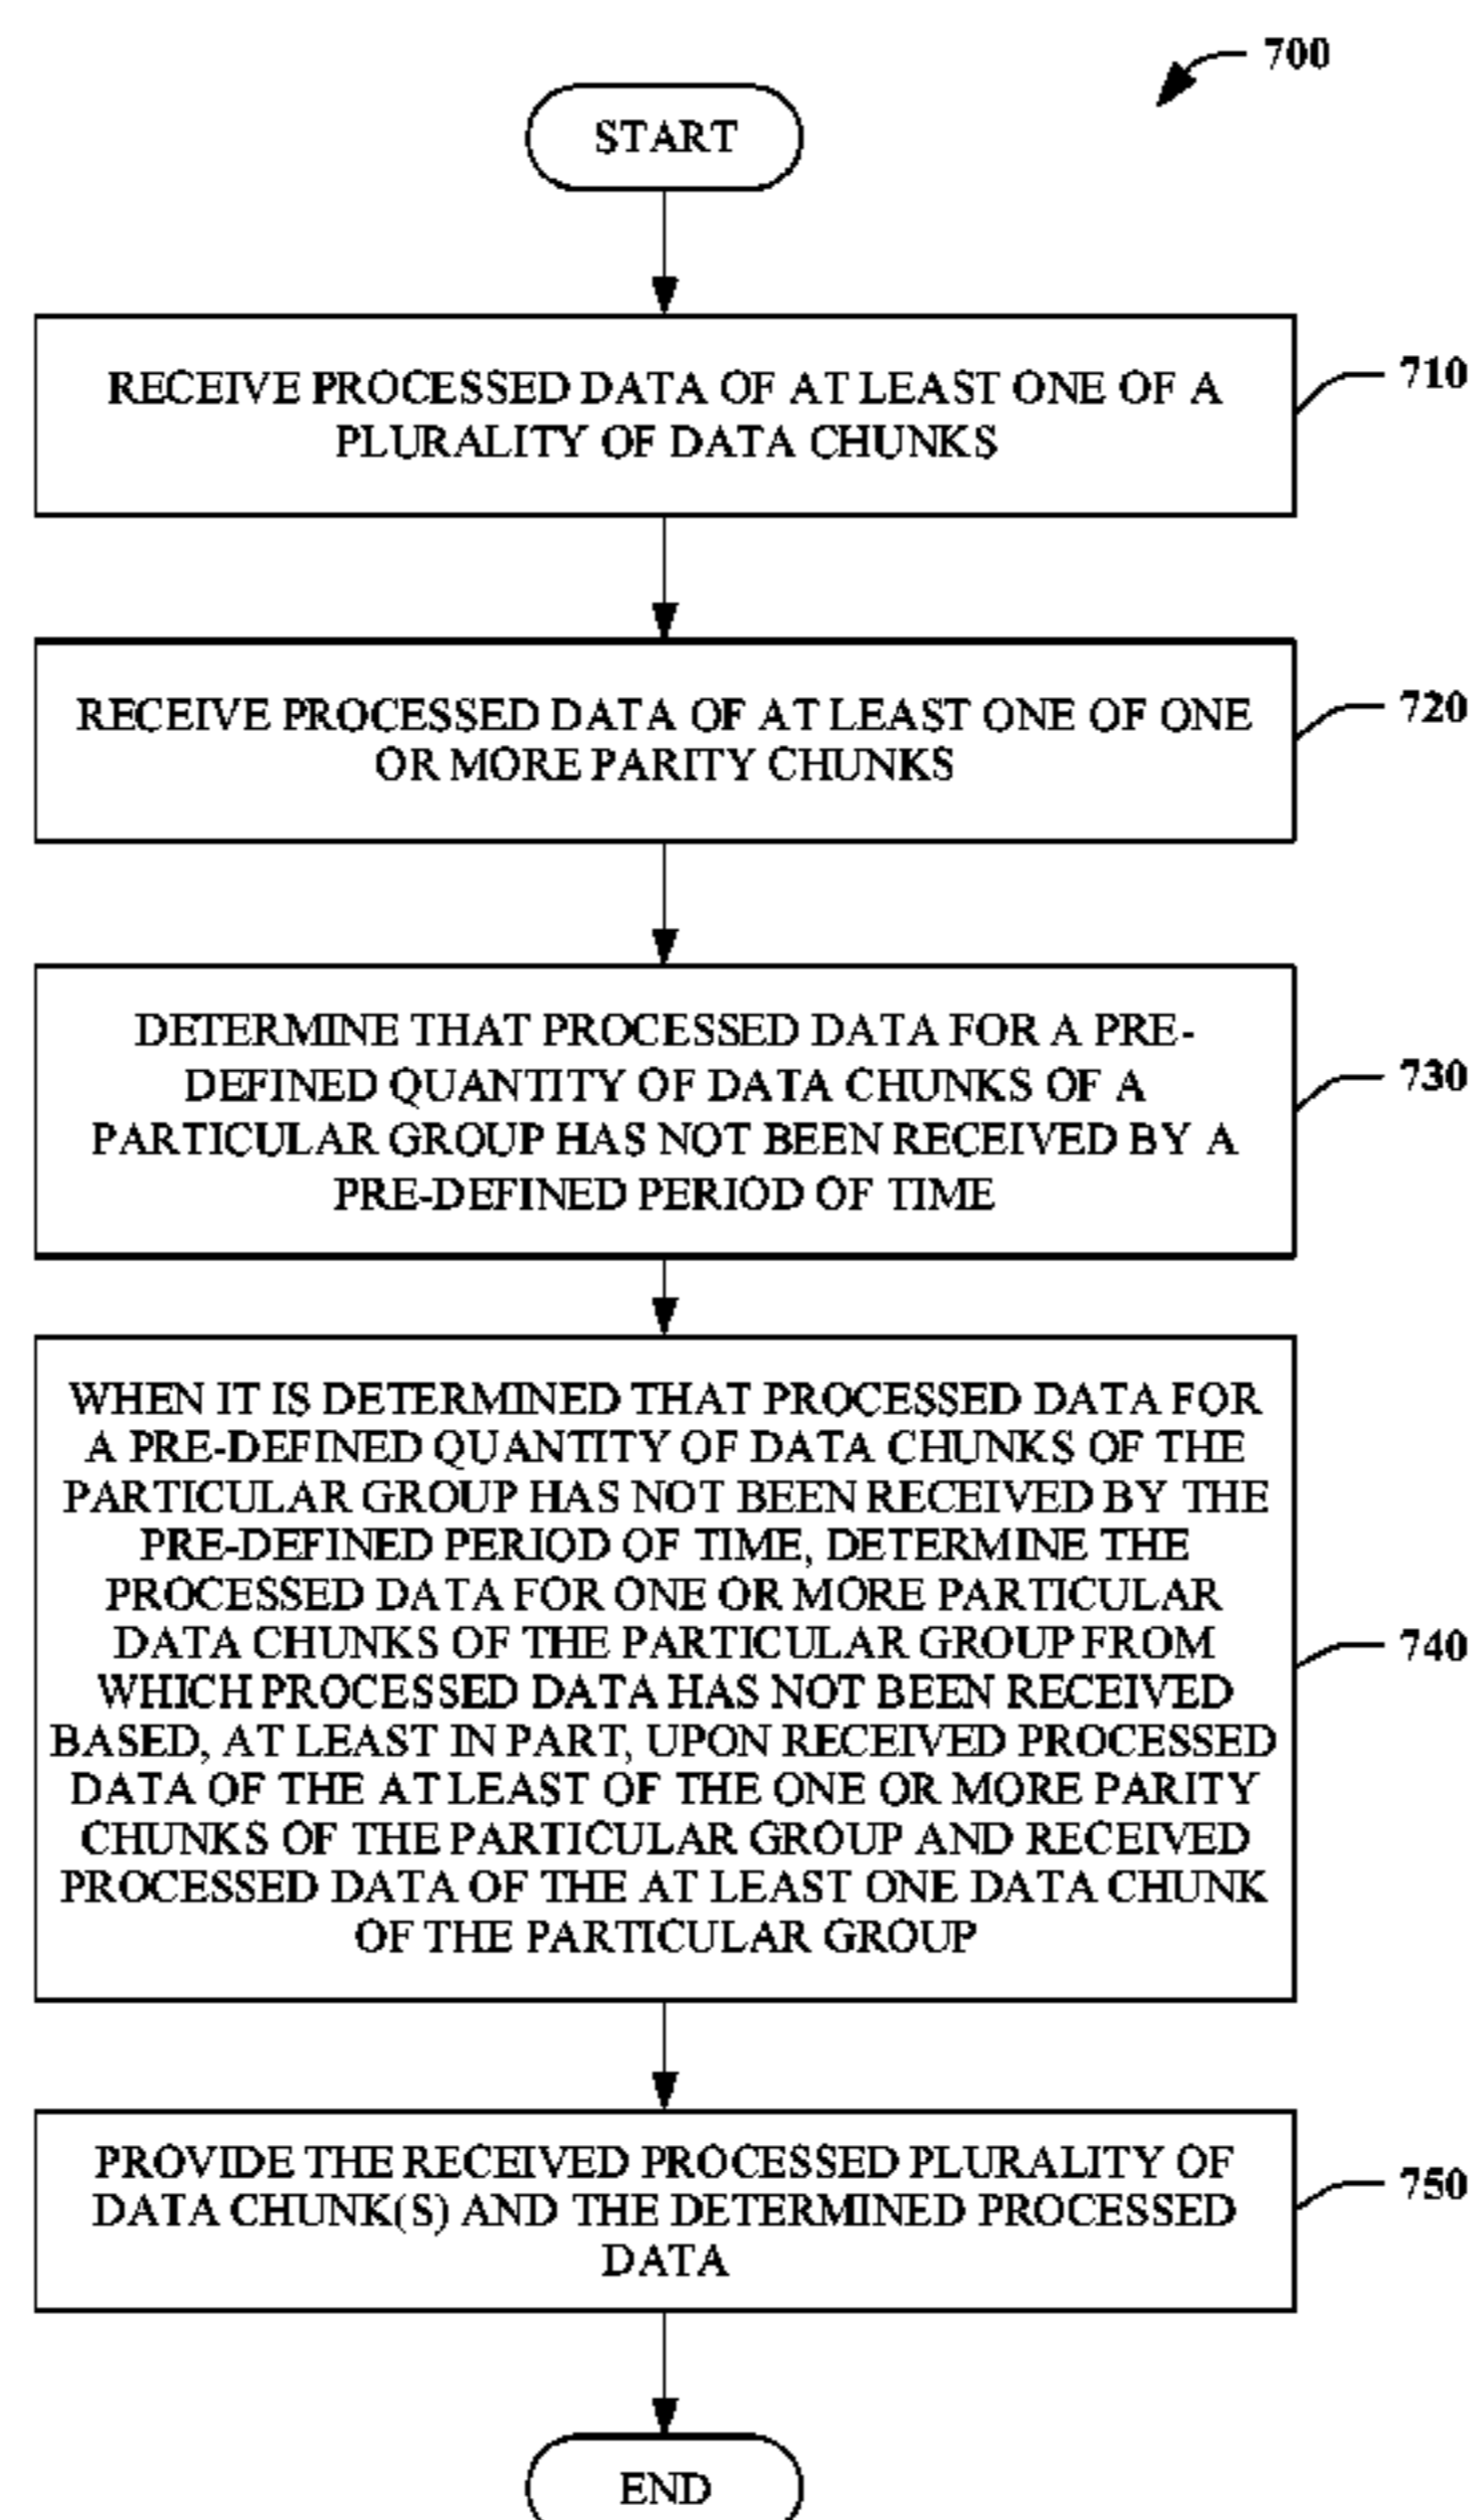 700
START
RECEIVE PROCESSED DATA OF AT LEAST ONE OF A
PLURALITY OF DATA CHUNKS
710
RECEIVE PROCESSED DATA OF AT LEAST ONE OF ONE
OR MORE PARITY CHUNKS
720
DETERMINE THAT PROCESSED DATA FOR A PRE-
DEFINED QUANTITY OF DATA CHUNKS OF A
PARTICULAR GROUP HAS NOT BEEN RECEIVED BY A
PRE-DEFINED PERIOD OF TIME
730
WHEN IT IS DETERMINED THAT PROCESSED DATA FOR
A PRE-DEFINED QUANTITY OF DATA CHUNKS OF THE
PARTICULAR GROUP HAS NOT BEEN RECEIVED BY THE
PRE-DEFINED PERIOD OF TIME, DETERMINE THE
PROCESSED DATA FOR ONE OR MORE PARTICULAR
DATA CHUNKS OF THE PARTICULAR GROUP FROM
WHICH PROCESSED DATA HAS NOT BEEN RECEIVED
BASED, AT LEAST IN PART, UPON RECEIVED PROCESSED
DATA OF THE AT LEAST OF THE ONE OR MORE PARITY
CHUNKS OF THE PARTICULAR GROUP AND RECEIVED
PROCESSED DATA OF THE AT LEAST ONE DATA CHUNK
OF THE PARTICULAR GROUP
740
PROVIDE THE RECEIVED PROCESSED PLURALITY OF
DATA CHUNK(S) AND THE DETERMINED PROCESSED
DATA
750
END